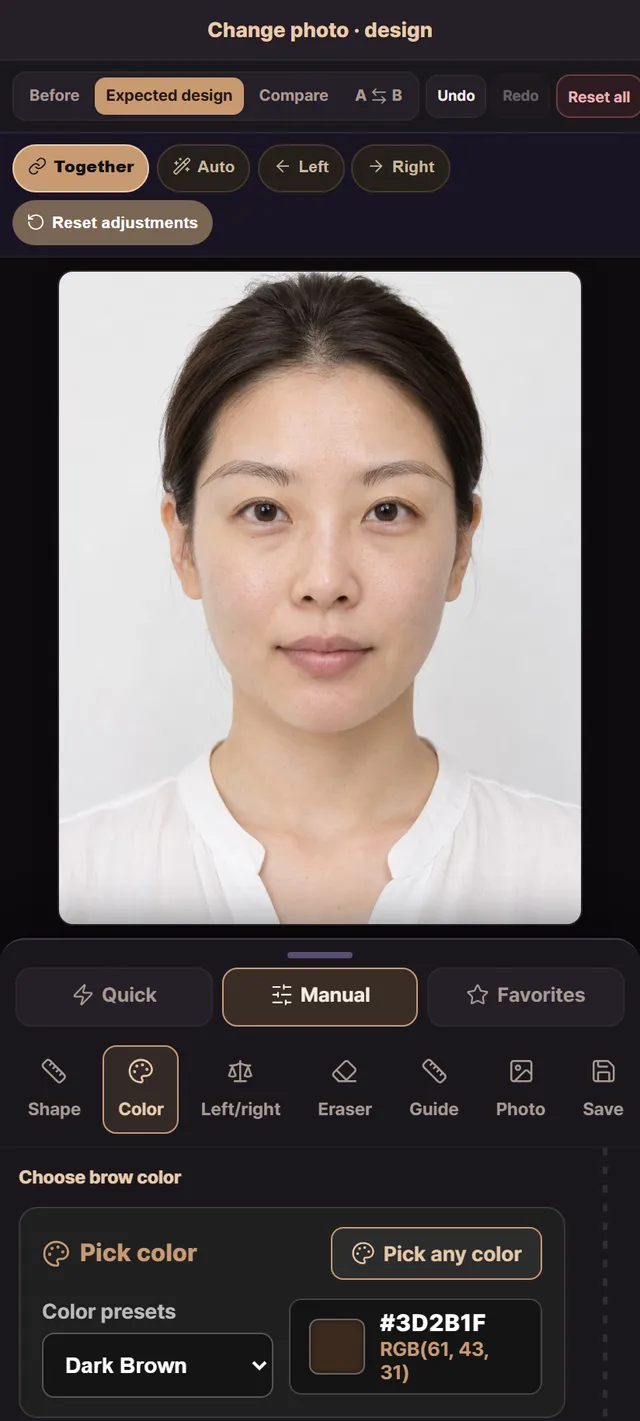 Change photo · design
Before
Expected design
Compare
A ⇆ B
Undo
Redo
Reset all
Together
Auto
← Left
→ Right
Reset adjustments
Quick
Manual
Favorites
Shape
Color
Left/right
Eraser
Guide
Photo
Save
Choose brow color
Pick color
Pick any color
Color presets
Dark Brown
#3D2B1F
RGB(61, 43,
31)